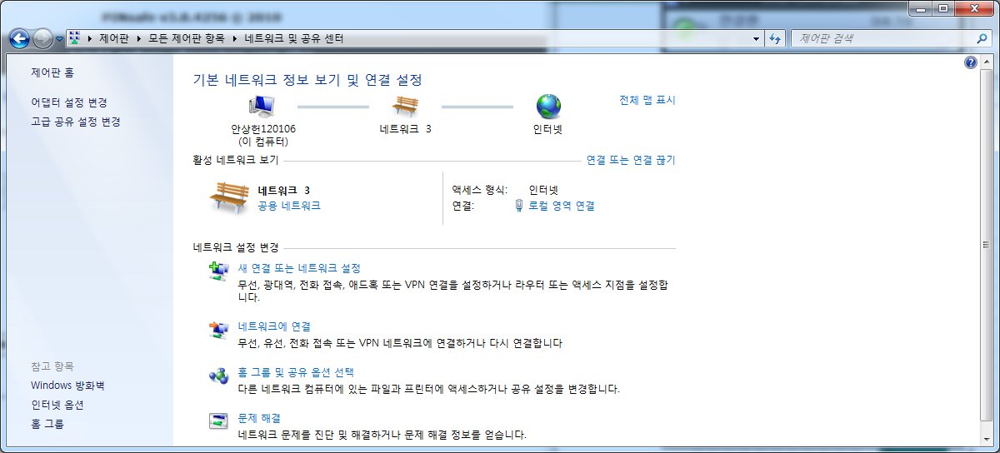 PINsafe v3.0.4256 © 2010
제어판 ▸ 모든 제어판 항목 ▸ 네트워크 및 공유 센터
제어판 검색
제어판 홈
어댑터 설정 변경
고급 공유 설정 변경
기본 네트워크 정보 보기 및 연결 설정
전체 맵 표시
안상헌120106
(이 컴퓨터)
네트워크 3
인터넷
활성 네트워크 보기
연결 또는 연결 끊기
네트워크 3
공용 네트워크
액세스 형식: 인터넷
연결: 로컬 영역 연결
네트워크 설정 변경
새 연결 또는 네트워크 설정
무선, 광대역, 전화 접속, 애드혹 또는 VPN 연결을 설정하거나 라우터 또는 액세스 지점을 설정합
니다.
네트워크에 연결
무선, 유선, 전화 접속 또는 VPN 네트워크에 연결하거나 다시 연결합니다
홈 그룹 및 공유 옵션 선택
다른 네트워크 컴퓨터에 있는 파일과 프린터에 액세스하거나 공유 설정을 변경합니다.
문제 해결
네트워크 문제를 진단 및 해결하거나 문제 해결 정보를 얻습니다.
참고 항목
Windows 방화벽
인터넷 옵션
홈 그룹